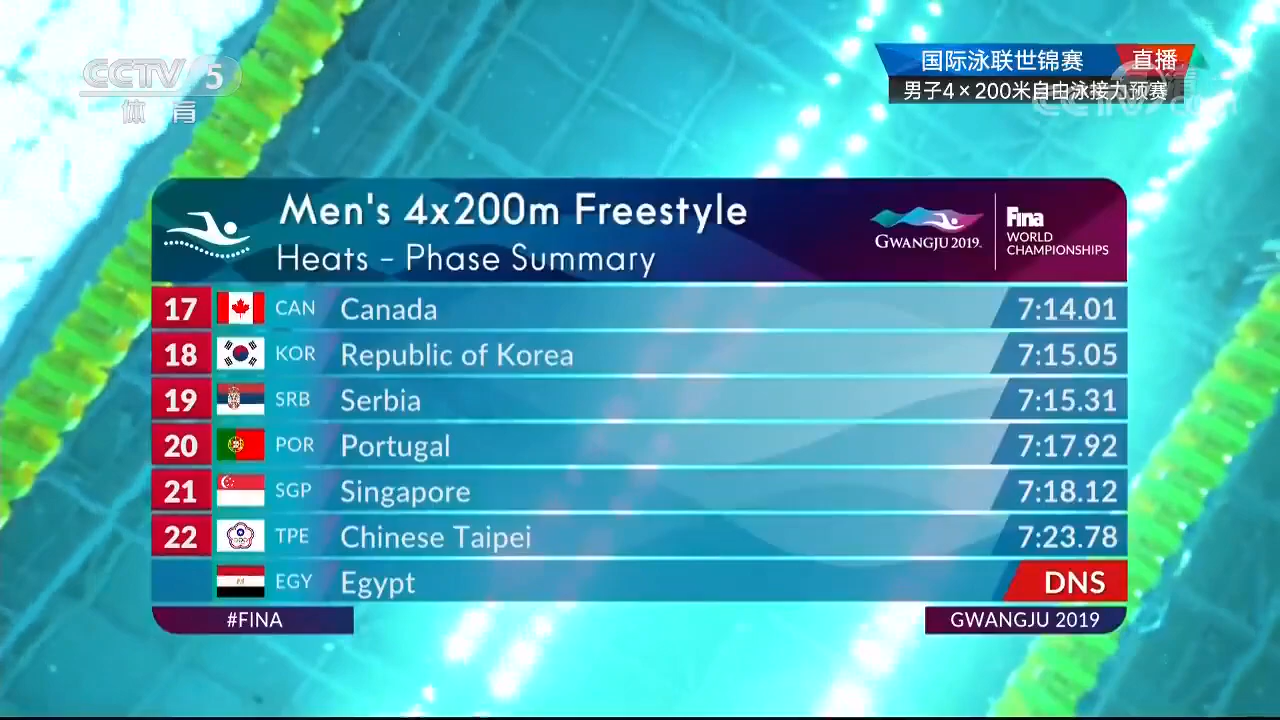 CCTV 5
体育
国际泳联世锦赛 直播
男子4×200米自由泳接力预赛
Men's 4x200m Freestyle
Heats - Phase Summary
GWANGJU 2019.
Fina
WORLD
CHAMPIONSHIPS
17 CAN Canada 7:14.01
18 KOR Republic of Korea 7:15.05
19 SRB Serbia 7:15.31
20 POR Portugal 7:17.92
21 SGP Singapore 7:18.12
22 TPE Chinese Taipei 7:23.78
EGY Egypt DNS
#FINA
GWANGJU 2019